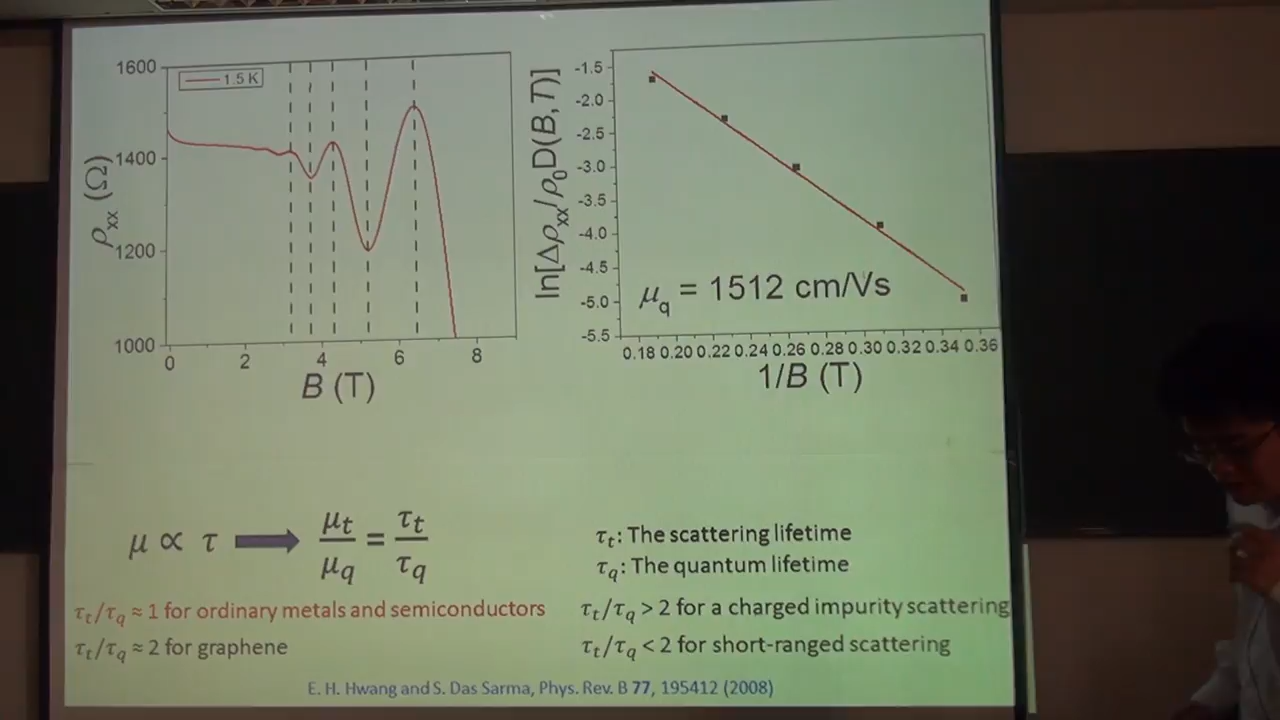 1600
1400
1200
1000
ρxx (Ω)
1.5 K
0 2 4 6 8
B (T)
ln[Δρxx/ρ0D(B,T)]
-1.5
-2.0
-2.5
-3.0
-3.5
-4.0
-4.5
-5.0
-5.5
μq = 1512 cm/Vs
0.18 0.20 0.22 0.24 0.26 0.28 0.30 0.32 0.34 0.36
1/B (T)
μ ∝ τ μt/μq = τt/τq
τt: The scattering lifetime
τq: The quantum lifetime
τt/τq ≈ 1 for ordinary metals and semiconductors
τt/τq ≈ 2 for graphene
τt/τq > 2 for a charged impurity scattering
τt/τq < 2 for short-ranged scattering
E. H. Hwang and S. Das Sarma, Phys. Rev. B 77, 195412 (2008)